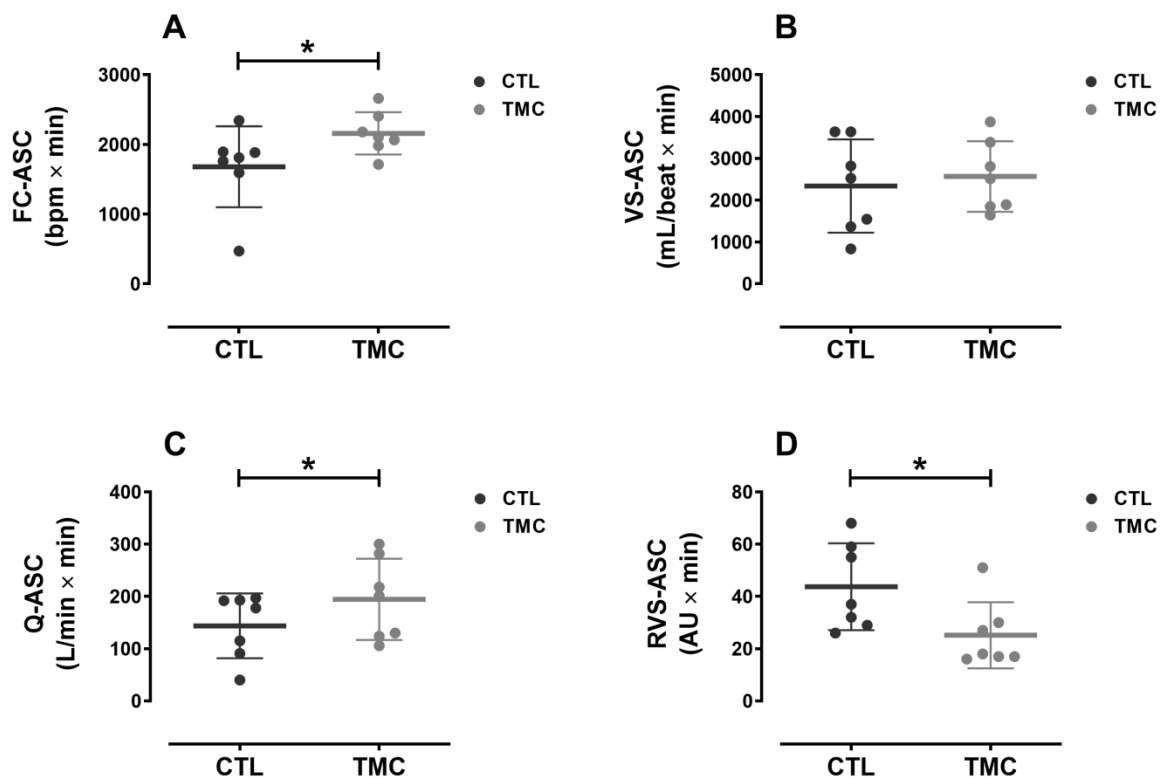 A
*
FC-ASC
(bpm × min)
3000
2000
1000
0
CTL
TMC
CTL
TMC
B
VS-ASC
(mL/beat × min)
5000
4000
3000
2000
1000
0
CTL
TMC
CTL
TMC
C
*
Q-ASC
(L/min × min)
400
300
200
100
0
CTL
TMC
CTL
TMC
D
*
RVS-ASC
(AU × min)
80
60
40
20
0
CTL
TMC
CTL
TMC